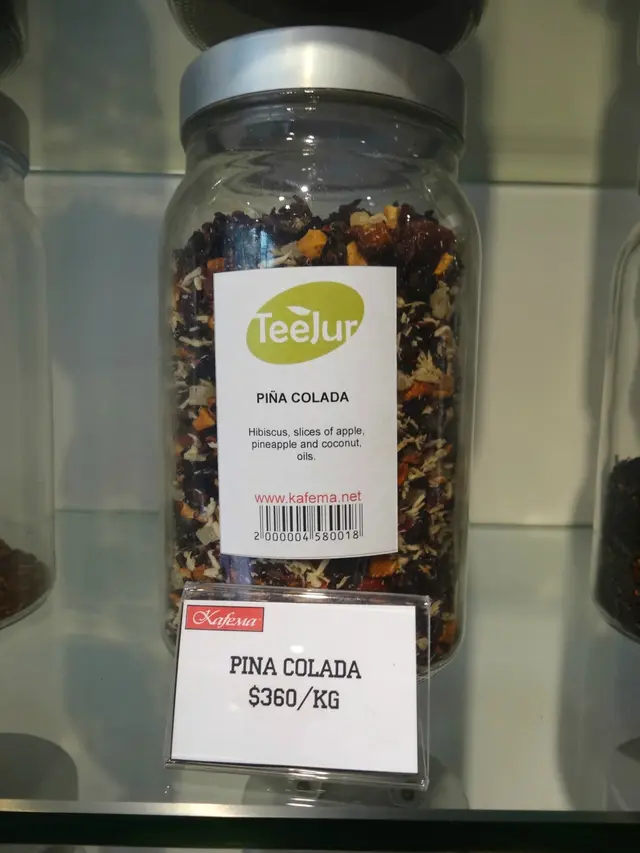 TeeJur
PIÑA COLADA
Hibiscus, slices of apple,
pineapple and coconut,
oils.
www.kafema.net
2 000004 580018
Kafema
PINA COLADA
$360/KG